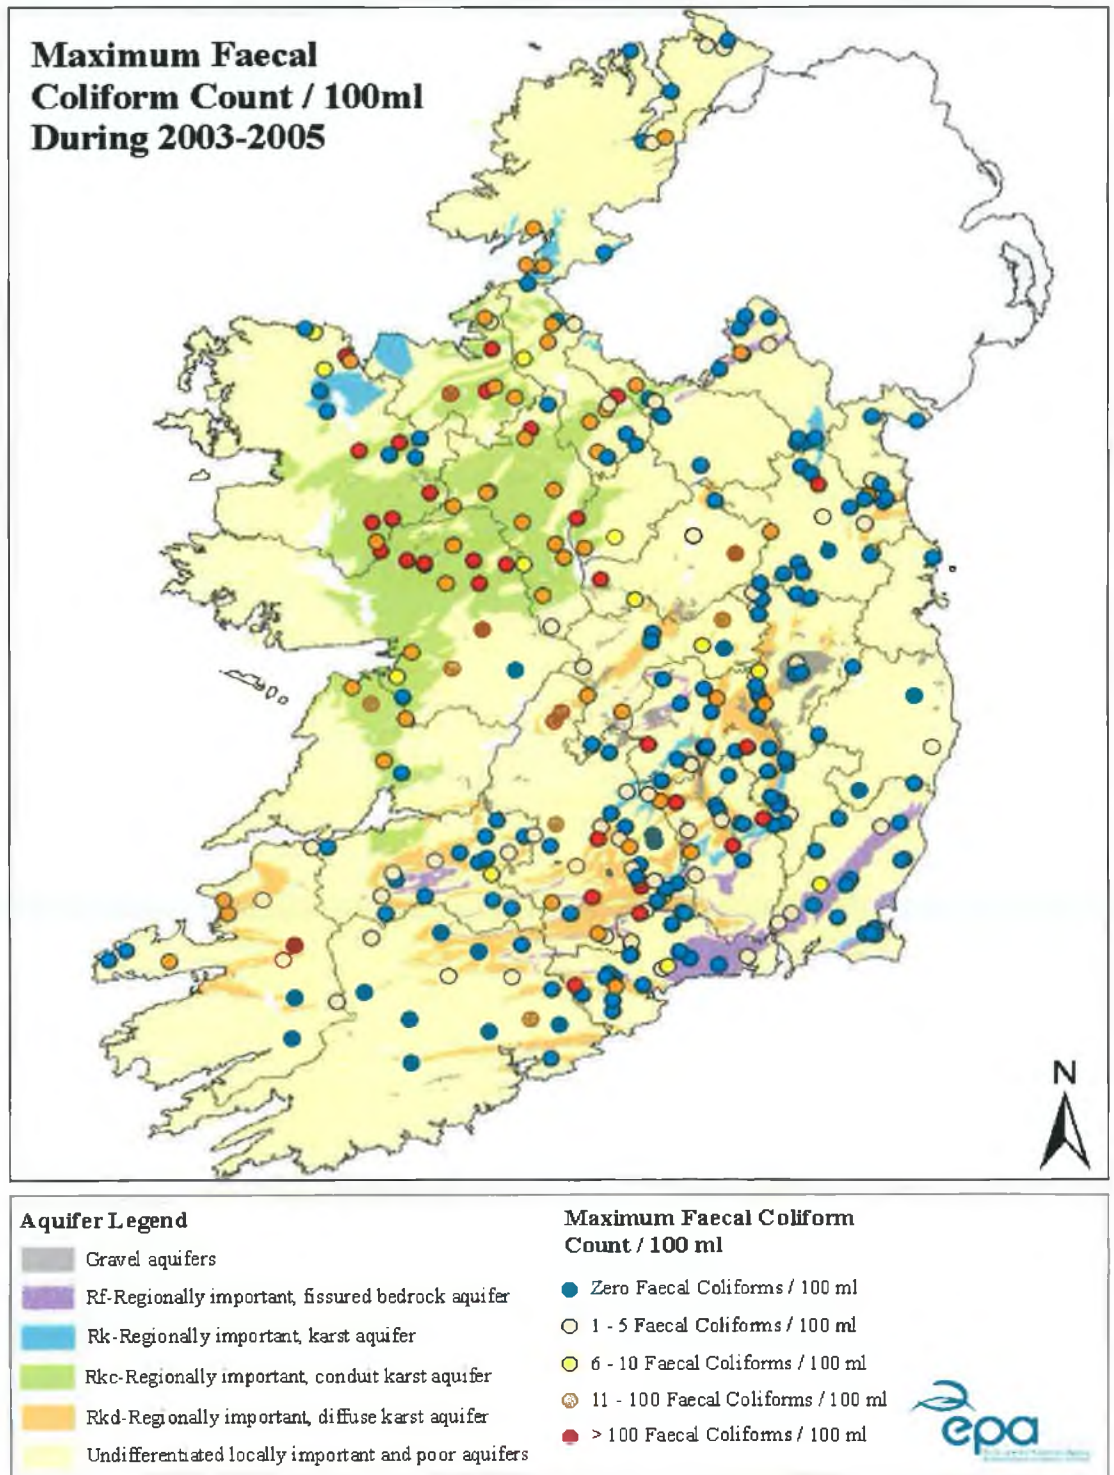 Maximum Faecal
Coliform Count / 100ml
During 2003-2005
N
Aquifer Legend
Gravel aquifers
Rf-Regionally important, fissured bedrock aquifer
Rk-Regionally important, karst aquifer
Rkc-Regionally important, conduit karst aquifer
Rkd-Regionally important, diffuse karst aquifer
Undifferentiated locally important and poor aquifers
Maximum Faecal Coliform
Count / 100 ml
Zero Faecal Coliforms / 100 ml
1 - 5 Faecal Coliforms / 100 ml
6 - 10 Faecal Coliforms / 100 ml
11 - 100 Faecal Coliforms / 100 ml
> 100 Faecal Coliforms / 100 ml
epa